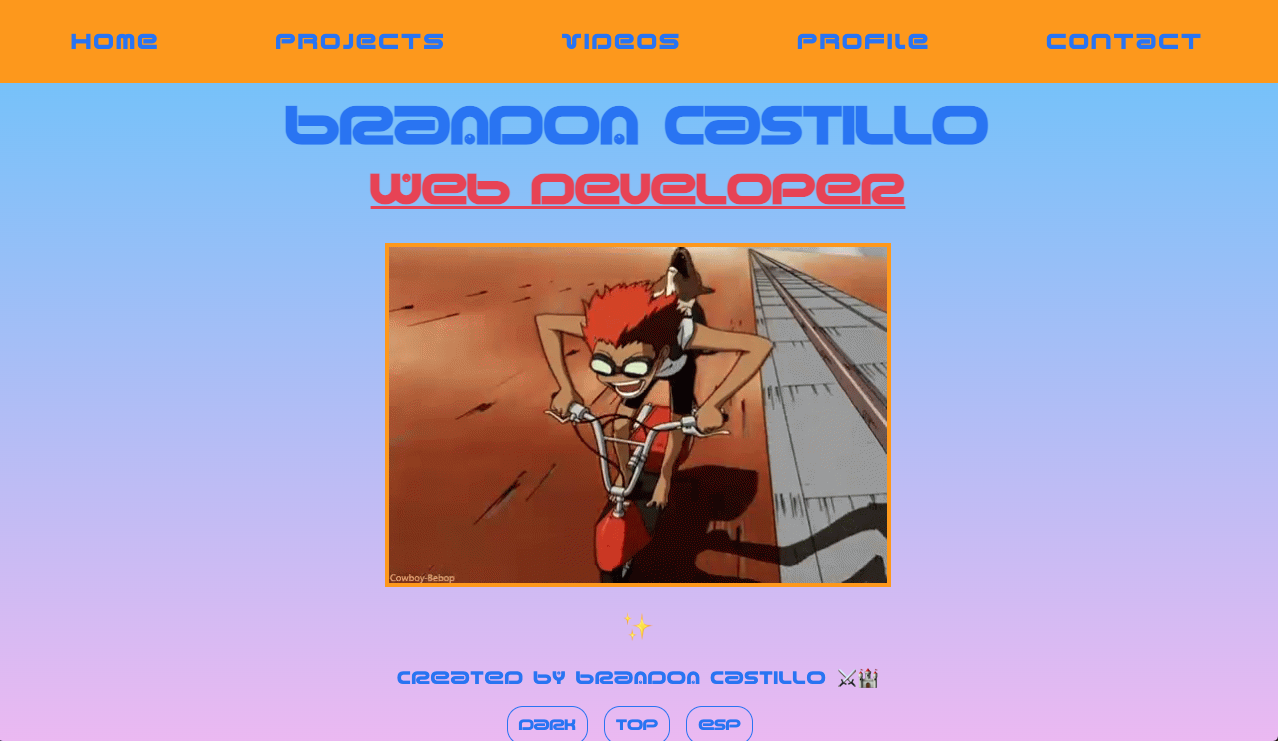 HOME PROJECTS VIDEOS PROFILE CONTACT
BRANDON CASTILLO
WEB DEVELOPER
Cowboy-Bebop
CREATED BY BRANDON CASTILLO ⚔️🏰
DARK TOP ESP